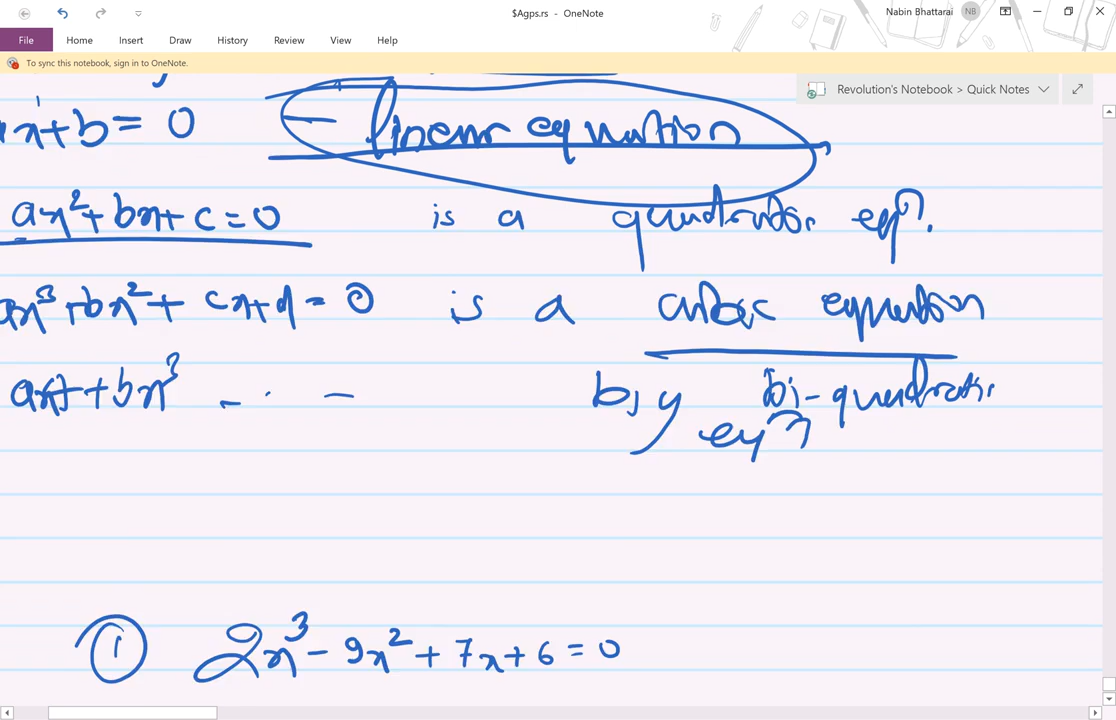 $Agps.rs - OneNote
Nabin Bhattarai NB
File Home Insert Draw History Review View Help
To sync this notebook, sign in to OneNote.
Revolution's Notebook > Quick Notes
x¹+b = 0 – linear equation
ax²+bx+c=0 is a quadratic eqⁿ.
ax³+bx²+cx+d=0 is a cubic equation
ax⁴+bx³ - - - bi-quadratic
eqⁿ
① 2x³-9x²+7x+6=0